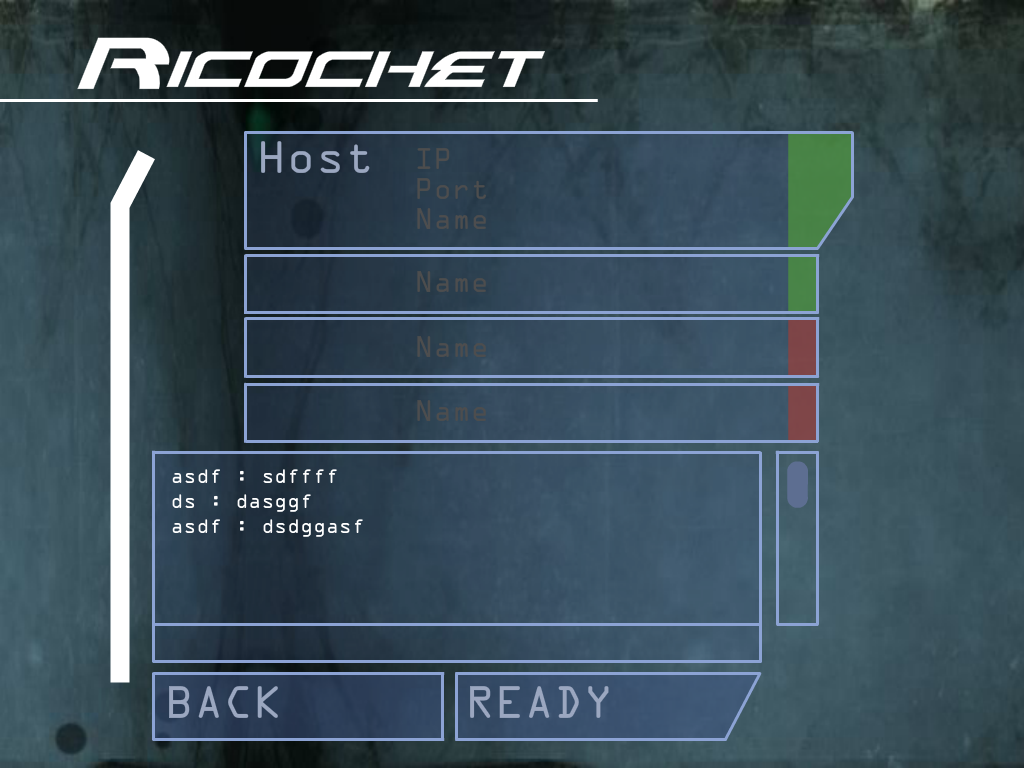 RICOCHET
Host IP
Port
Name
Name
Name
Name
asdf : sdffff
ds : dasggf
asdf : dsdggasf
BACK READY